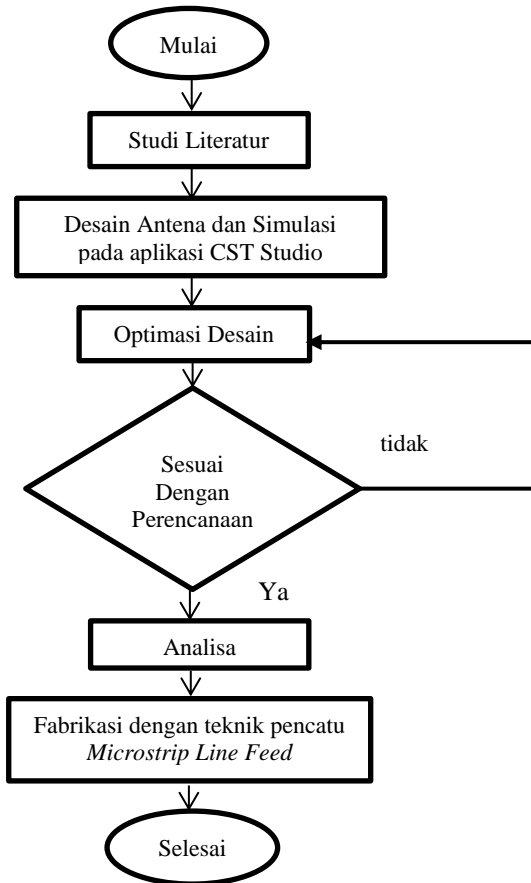 Mulai
Studi Literatur
Desain Antena dan Simulasi
pada aplikasi CST Studio
Optimasi Desain
tidak
Sesuai
Dengan
Perencanaan
Ya
Analisa
Fabrikasi dengan teknik pencatu
Microstrip Line Feed
Selesai